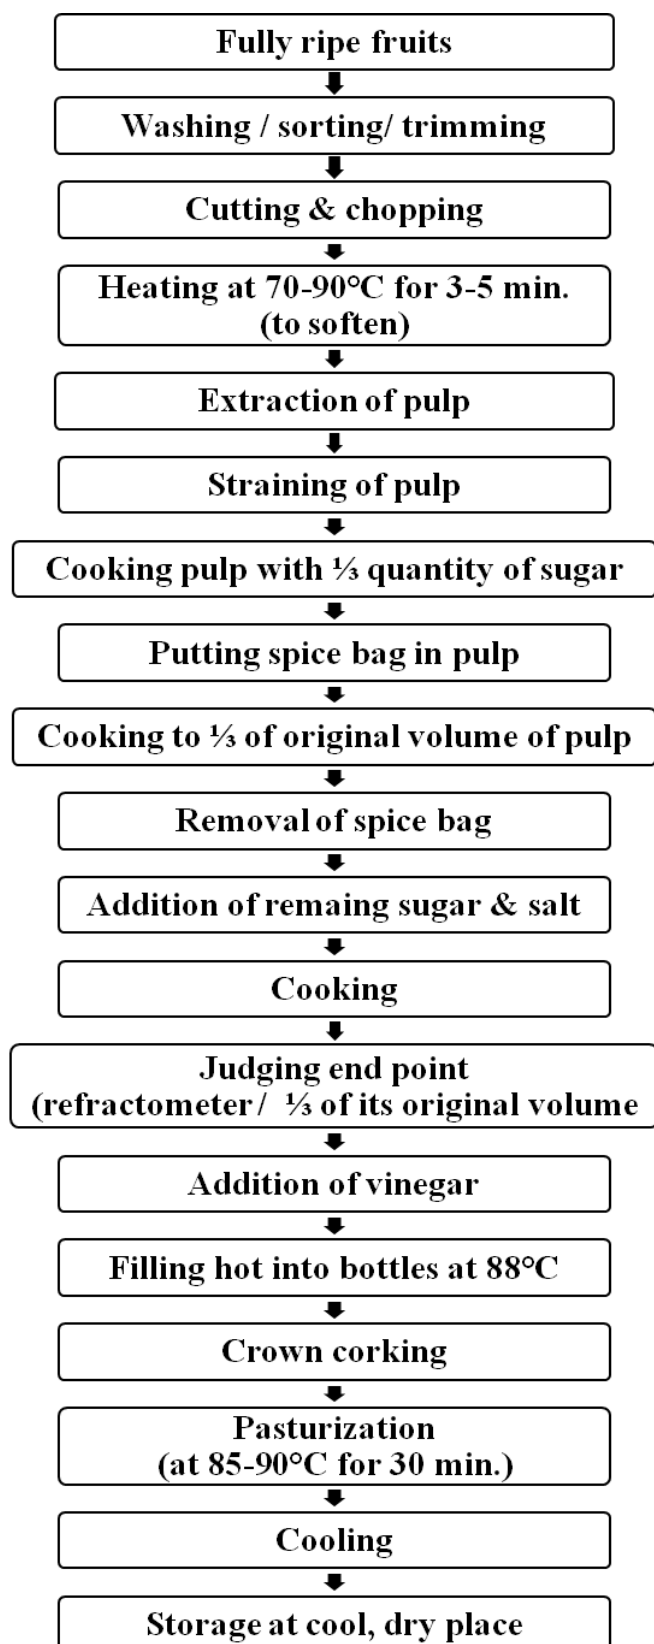 Fully ripe fruits
Washing / sorting/ trimming
Cutting & chopping
Heating at 70-90°C for 3-5 min.
(to soften)
Extraction of pulp
Straining of pulp
Cooking pulp with ⅓ quantity of sugar
Putting spice bag in pulp
Cooking to ⅓ of original volume of pulp
Removal of spice bag
Addition of remaing sugar & salt
Cooking
Judging end point
(refractometer / ⅓ of its original volume
Addition of vinegar
Filling hot into bottles at 88°C
Crown corking
Pasturization
(at 85-90°C for 30 min.)
Cooling
Storage at cool, dry place